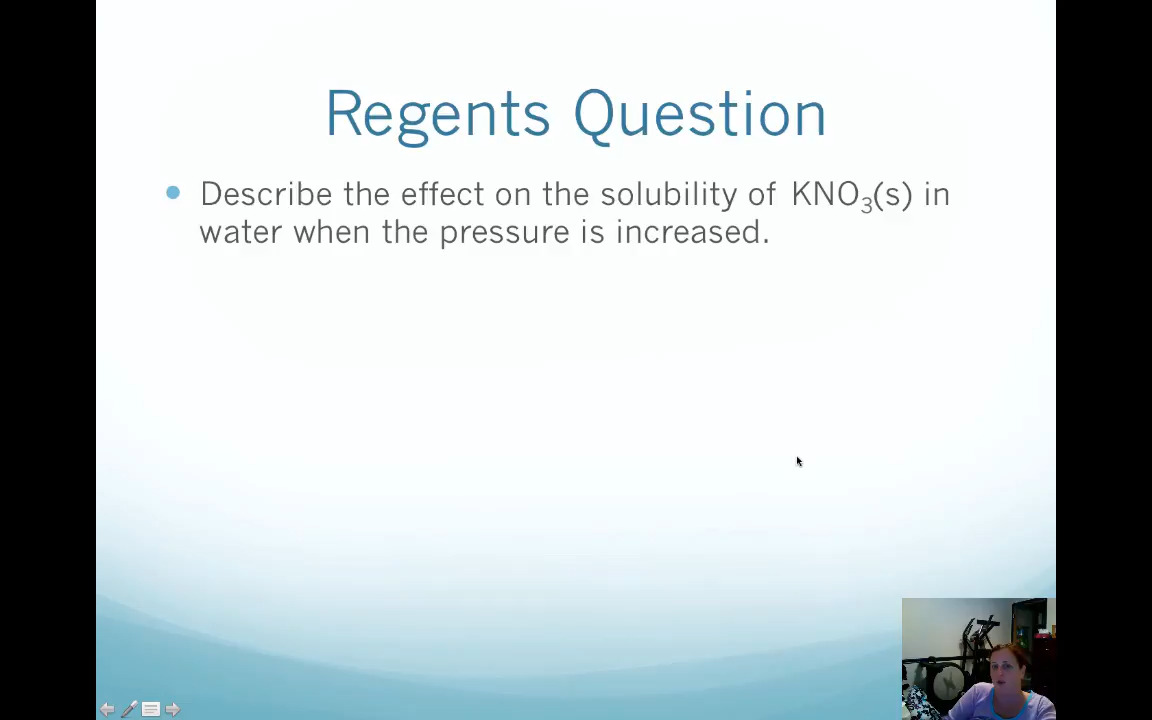 Regents Question
Describe the effect on the solubility of KNO₃(s) in
water when the pressure is increased.